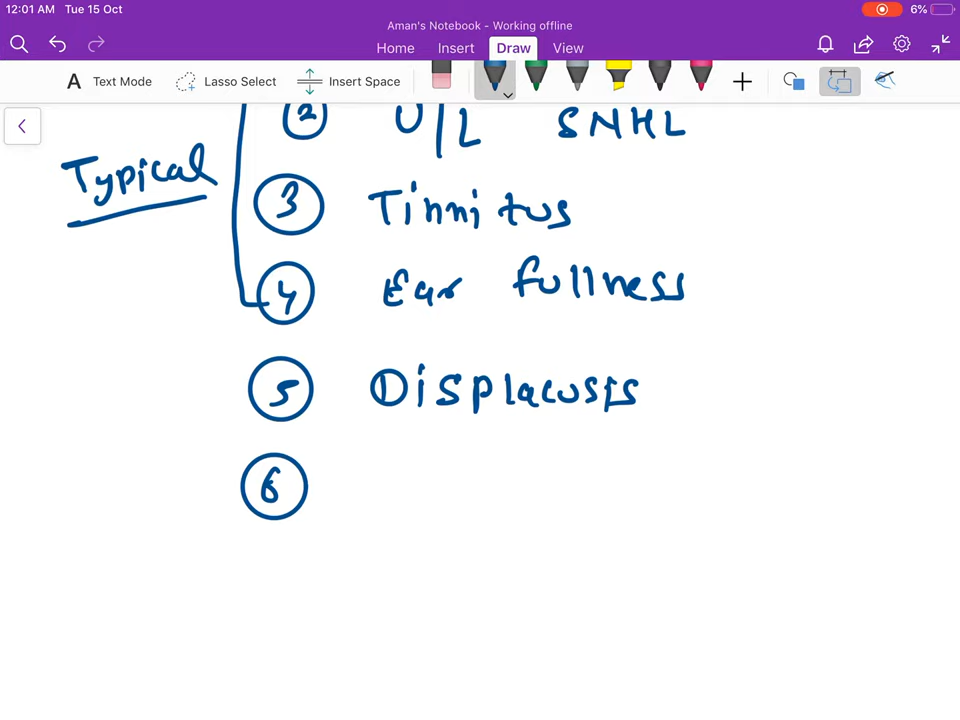 12:01 AM Tue 15 Oct 6%
Aman's Notebook - Working offline
Home Insert Draw View
A Text Mode Lasso Select Insert Space
2 U/L SNHL
Typical
3 Tinnitus
4 Ear fullness
5 Displacusis
6